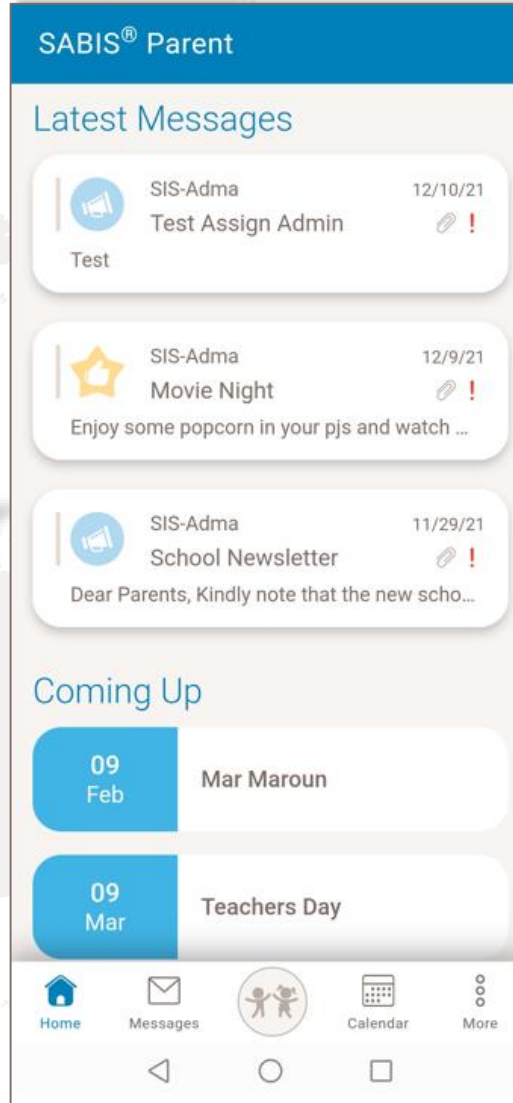 SABIS® Parent
Latest Messages
SIS-Adma 12/10/21
Test Assign Admin !
Test
SIS-Adma 12/9/21
Movie Night !
Enjoy some popcorn in your pjs and watch ...
SIS-Adma 11/29/21
School Newsletter !
Dear Parents, Kindly note that the new scho...
Coming Up
09
Feb
Mar Maroun
09
Mar
Teachers Day
Home Messages Calendar More